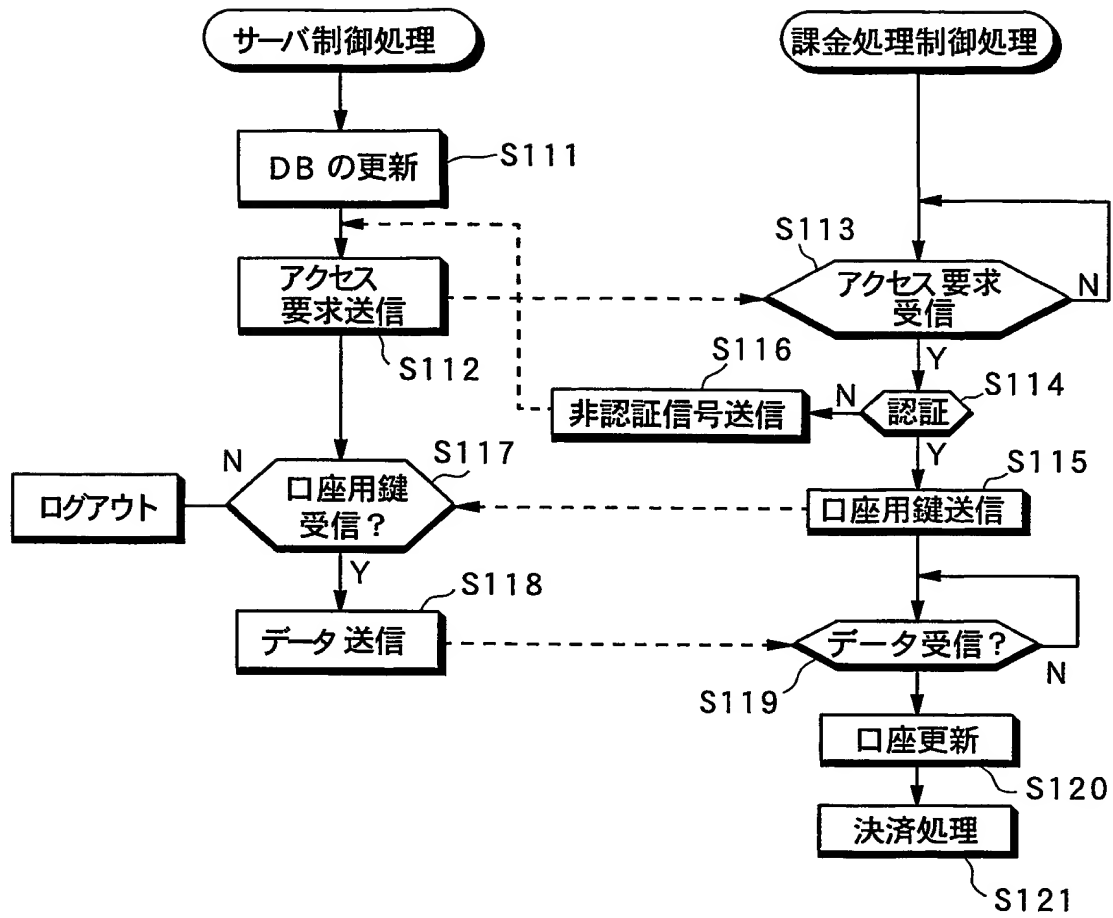 サーバ制御処理
課金処理制御処理
DBの更新
S111
アクセス
要求送信
S112
S113
アクセス要求
受信
N
Y
S116
非認証信号送信
N
S114
認証
Y
S115
口座用鍵送信
N
S117
口座用鍵
受信?
ログアウト
Y
S118
データ送信
データ受信?
N
S119
口座更新
S120
決済処理
S121